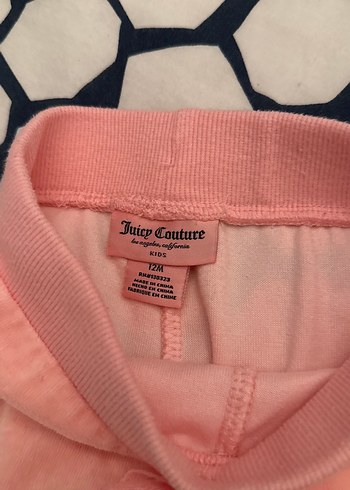 Juicy Couture
los angeles, california
KIDS
12M
MADE IN CHINA
HECHO EN CHINA
FABRIQUE EN CHINE